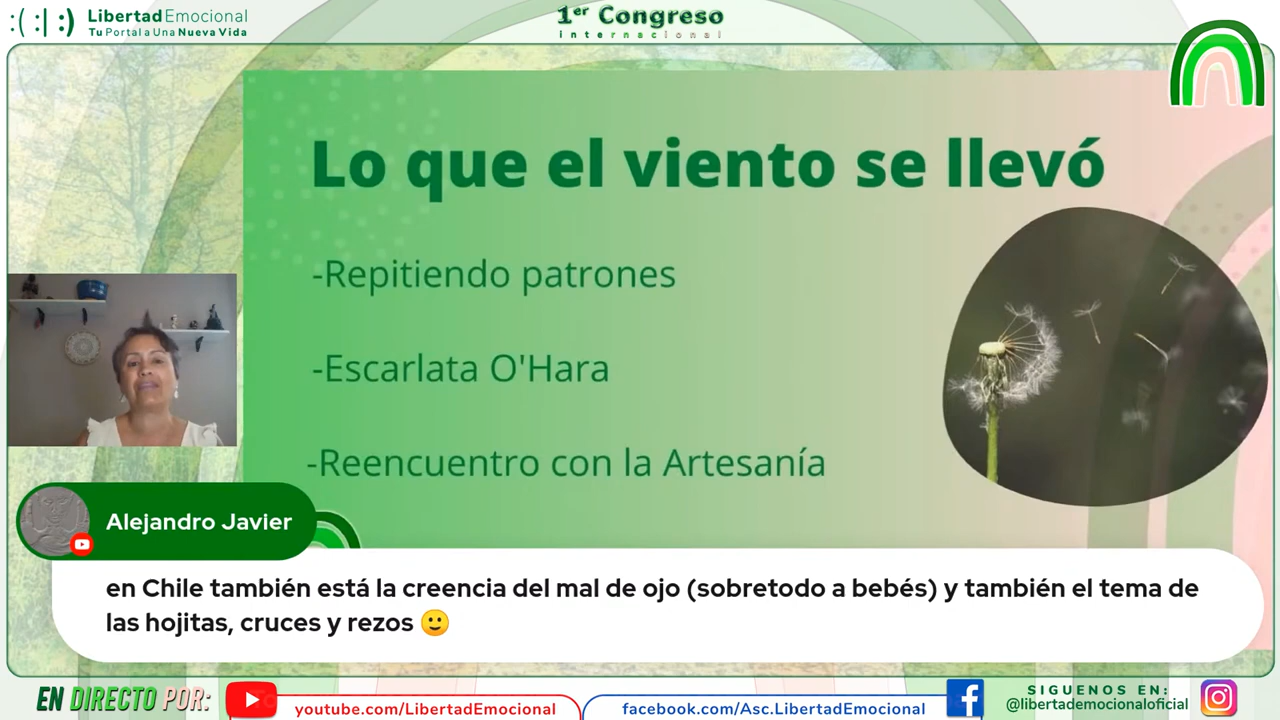 :( :| :) LibertadEmocional
Tu Portal a Una Nueva Vida
1er Congreso
internacional
Lo que el viento se llevó
-Repitiendo patrones
-Escarlata O'Hara
-Reencuentro con la Artesanía
Alejandro Javier
en Chile también está la creencia del mal de ojo (sobretodo a bebés) y también el tema de
las hojitas, cruces y rezos 🙂
EN DIRECTO POR:
youtube.com/LibertadEmocional
facebook.com/Asc.LibertadEmocional
SIGUENOS EN:
@libertademocionaloficial